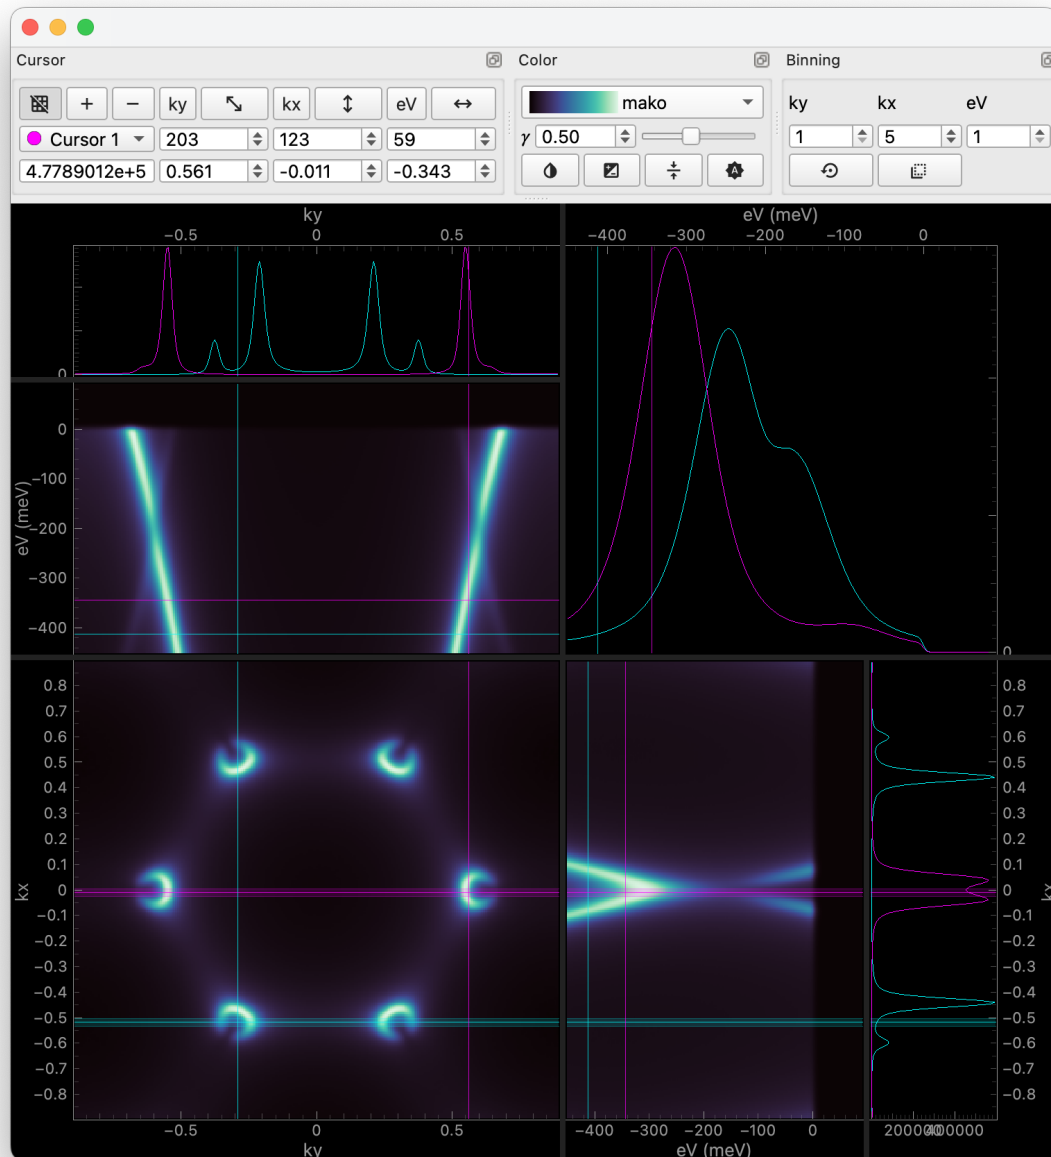 Cursor
Color
Binning
+ − ky kx eV
mako
ky kx eV
Cursor 1 203 123 59
γ 0.50
1 5 1
4.7789012e+5 0.561 -0.011 -0.343
A
ky
−0.5 0 0.5
eV (meV)
−400 −300 −200 −100 0
0
eV (meV)
0
−100
−200
−300
−400
0
kx
0.8
0.7
0.6
0.5
0.4
0.3
0.2
0.1
0
−0.1
−0.2
−0.3
−0.4
−0.5
−0.6
−0.7
−0.8
−0.5 0 0.5
ky
−400 −300 −200 −100 0
eV (meV)
200000 400000
0.8
0.7
0.6
0.5
0.4
0.3
0.2
0.1
0
−0.1
−0.2
−0.3
−0.4
−0.5
−0.6
−0.7
−0.8
kx